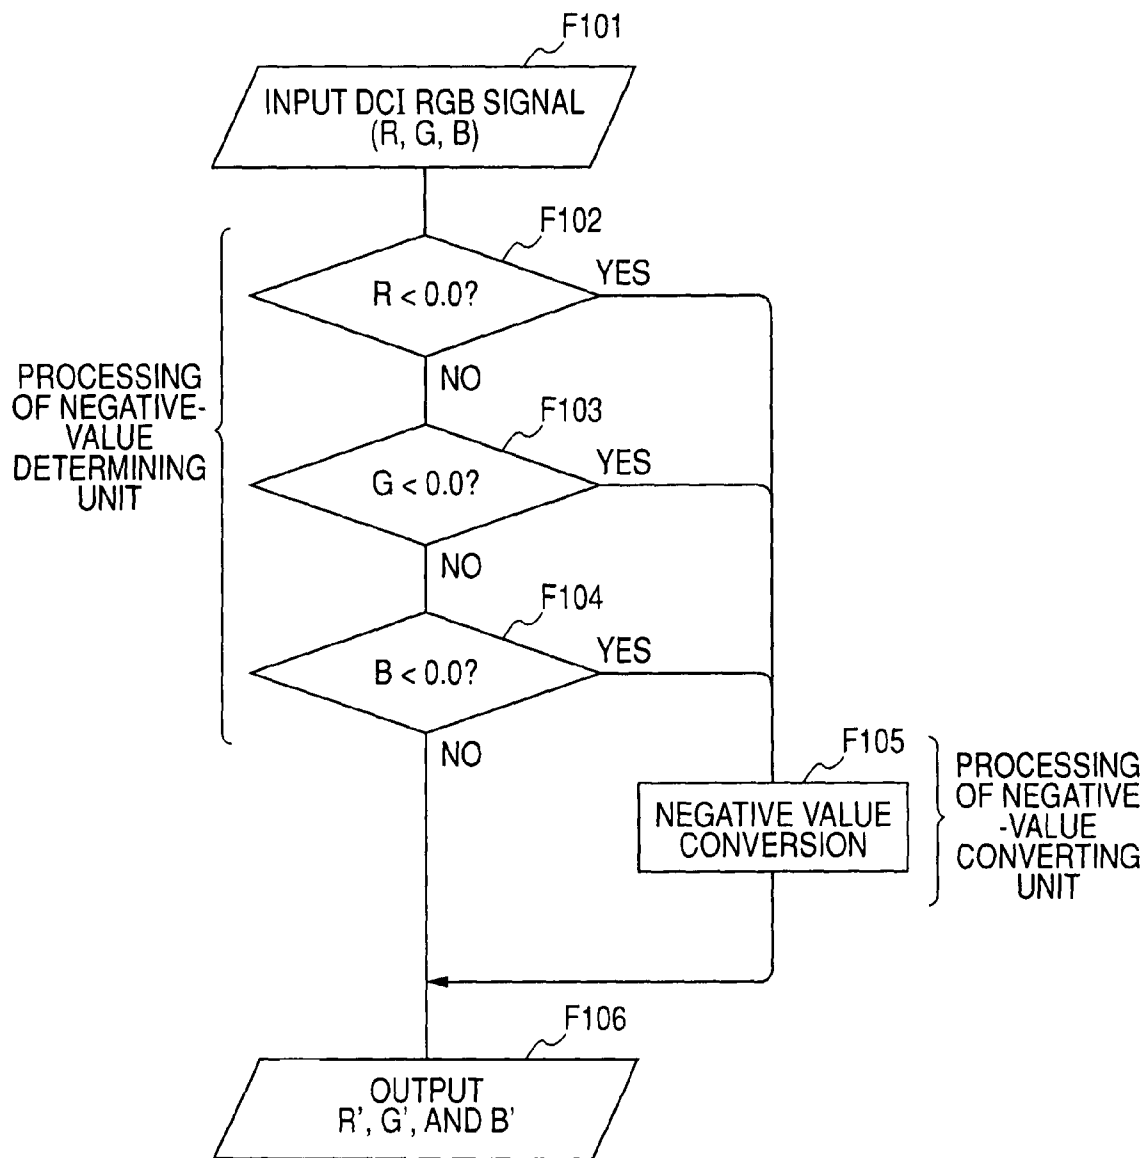 F101
INPUT DCI RGB SIGNAL
(R, G, B)
F102
R < 0.0?
YES
NO
PROCESSING
OF NEGATIVE-
VALUE
DETERMINING
UNIT
F103
G < 0.0?
YES
NO
F104
B < 0.0?
YES
NO
F105
NEGATIVE VALUE
CONVERSION
PROCESSING
OF NEGATIVE
-VALUE
CONVERTING
UNIT
F106
OUTPUT
R', G', AND B'